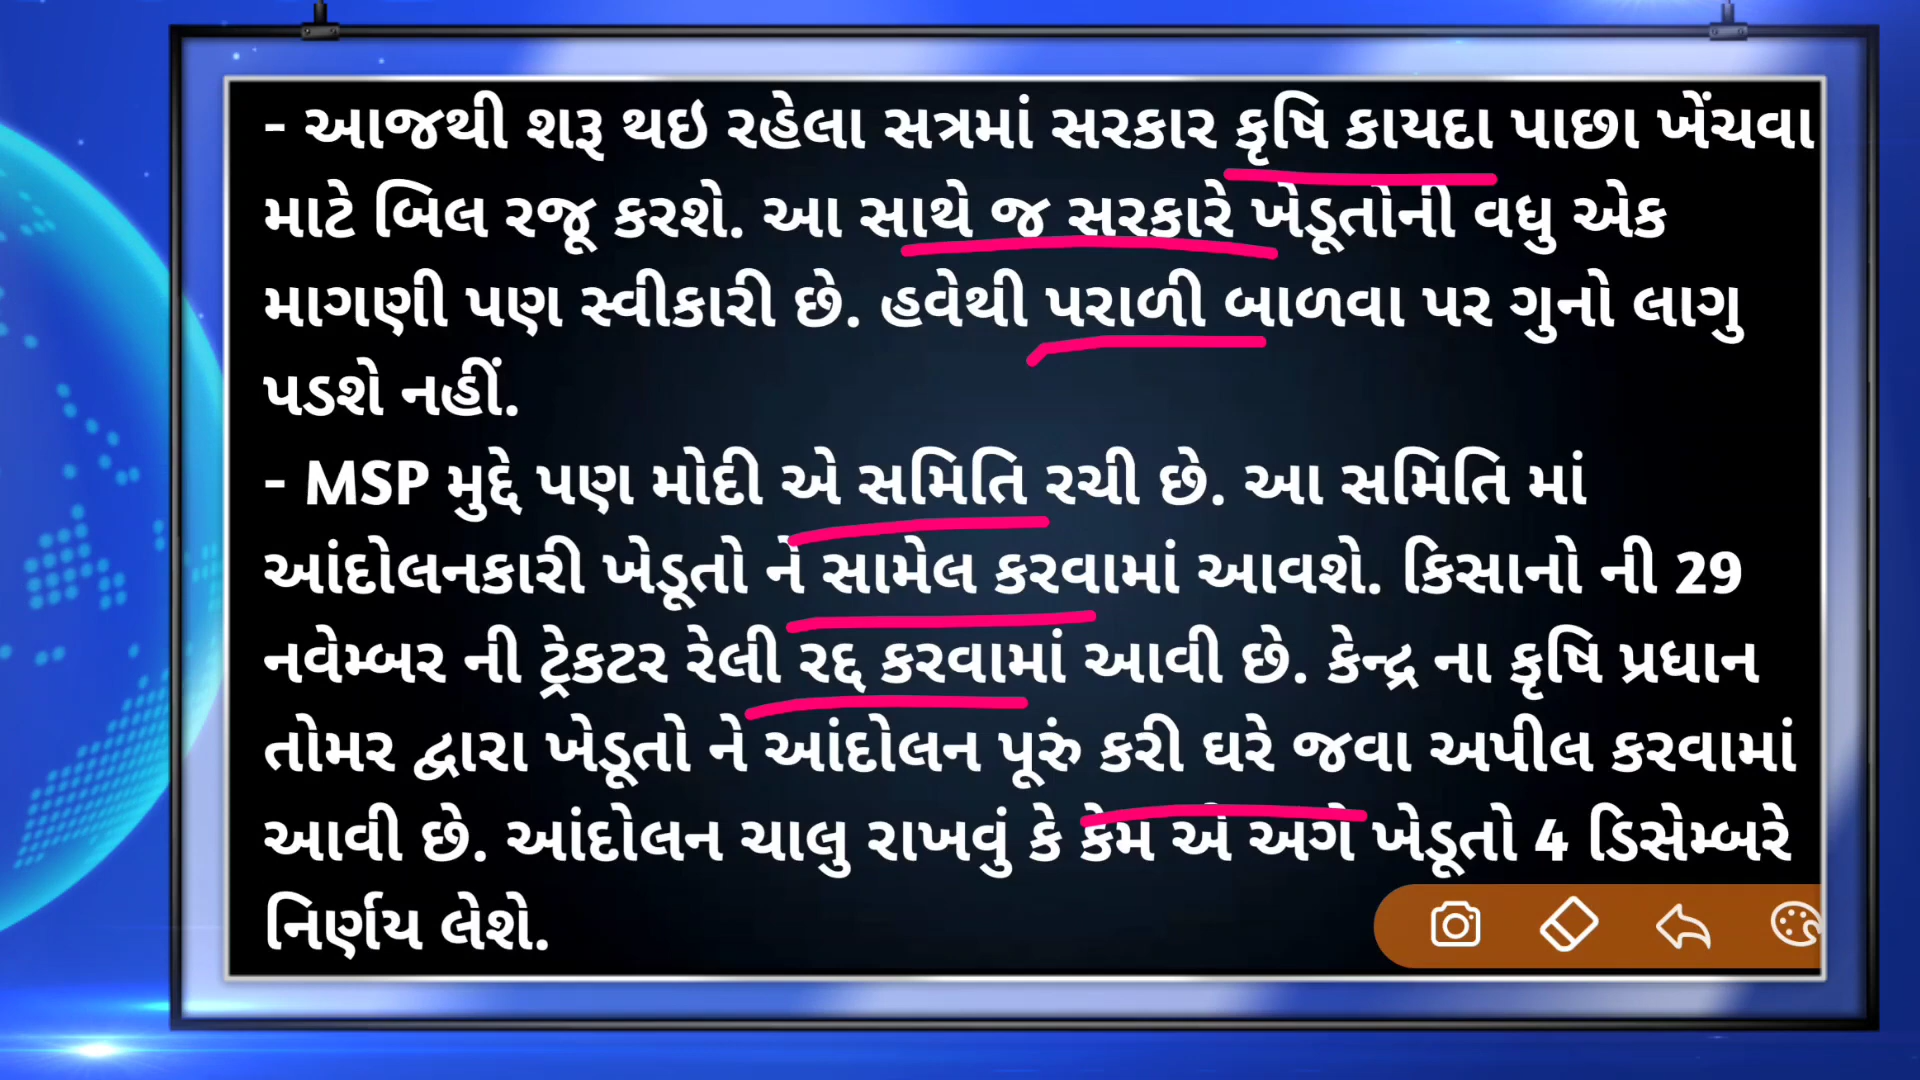 - આજથી શરૂ થઇ રહેલા સત્રમાં સરકાર કૃષિ કાયદા પાછા ખેંચવા
માટે બિલ રજૂ કરશે. આ સાથે જ સરકારે ખેડૂતોની વધુ એક
માગણી પણ સ્વીકારી છે. હવેથી પરાળી બાળવા પર ગુનો લાગુ
પડશે નહીં.
- MSP મુદ્દે પણ મોદી એ સમિતિ રચી છે. આ સમિતિ માં
આંદોલનકારી ખેડૂતો ને સામેલ કરવામાં આવશે. કિસાનો ની 29
નવેમ્બર ની ટ્રેકટર રેલી રદ્દ કરવામાં આવી છે. કેન્દ્ર ના કૃષિ પ્રધાન
તોમર દ્વારા ખેડૂતો ને આંદોલન પૂરું કરી ઘરે જવા અપીલ કરવામાં
આવી છે. આંદોલન ચાલુ રાખવું કે કેમ એ અંગે ખેડૂતો 4 ડિસેમ્બરે
નિર્ણય લેશે.